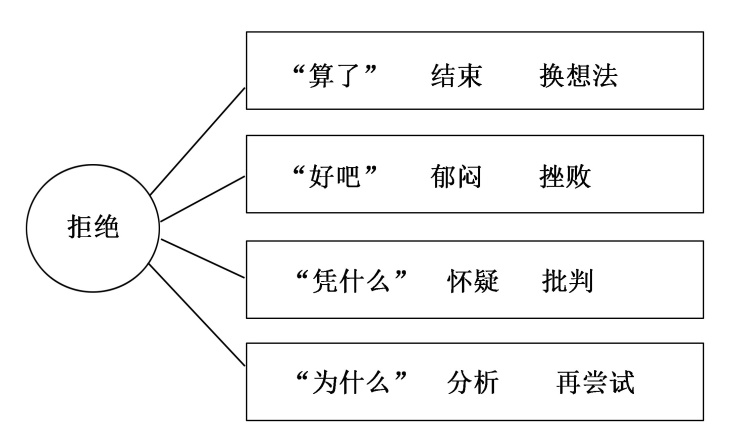 拒绝
“算了” 结束 换想法
“好吧” 郁闷 挫败
“凭什么” 怀疑 批判
“为什么” 分析 再尝试